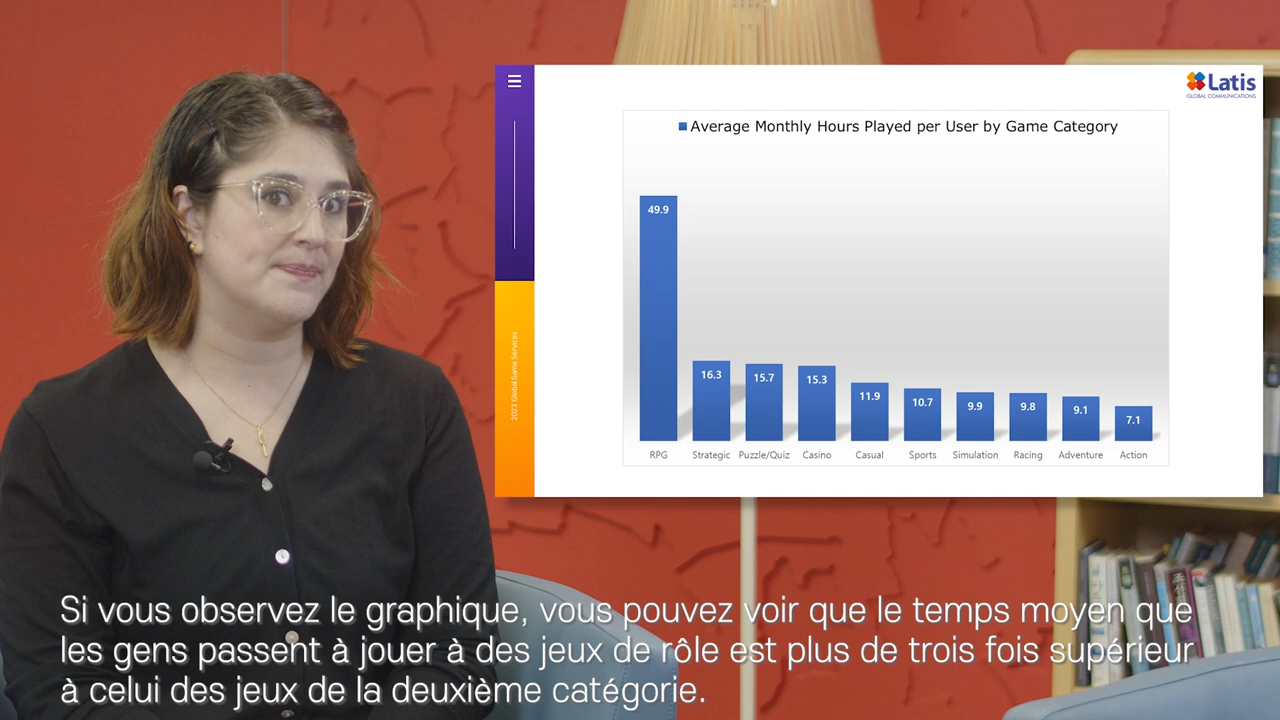 Latis
GLOBAL COMMUNICATIONS
Average Monthly Hours Played per User by Game Category
49.9
16.3
15.7
15.3
11.9
10.7
9.9
9.8
9.1
7.1
RPG
Strategic
Puzzle/Quiz
Casino
Casual
Sports
Simulation
Racing
Adventure
Action
2023 Global Game Services
Si vous observez le graphique, vous pouvez voir que le temps moyen que
les gens passent à jouer à des jeux de rôle est plus de trois fois supérieur
à celui des jeux de la deuxième catégorie.